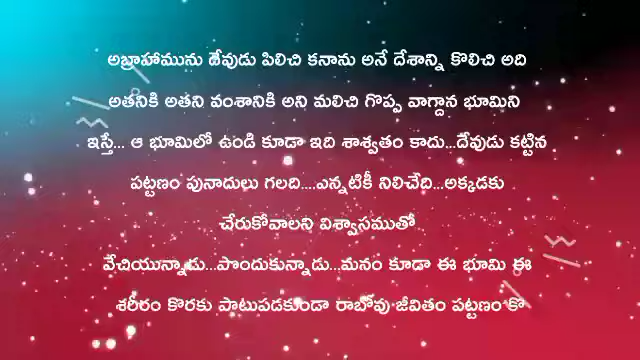 అబ్రాహామును దేవుడు పిలిచి కనాను అనే దేశాన్ని కొలిచి అది
అతనికి అతని వంశానికి అని మలిచి గొప్ప వాగ్దాన భూమిని
ఇస్తే... ఆ భూమిలో ఉండి కూడా ఇది శాశ్వతం కాదు...దేవుడు కట్టిన
పట్టణం పునాదులు గలది....ఎన్నటికీ నిలిచేది...అక్కడకు
చేరుకోవాలని విశ్వాసముతో
వేచియున్నాడు...పొందుకున్నాడు...మనం కూడా ఈ భూమి ఈ
శరీరం కొరకు పాటుపడకుండా రాబోవు జీవితం పట్టణం కొ